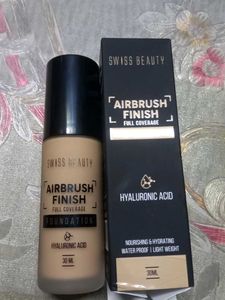 SWISS BEAUTY
AIRBRUSH
FINISH
FULL COVERAGE
FOUNDATION
HYALURONIC ACID
30 ML
SWISS BEAUTY
AIRBRUSH
FINISH
FULL COVERAGE
HYALURONIC ACID
NOURISHING & HYDRATING
WATER PROOF | LIGHT WEIGHT
30ML